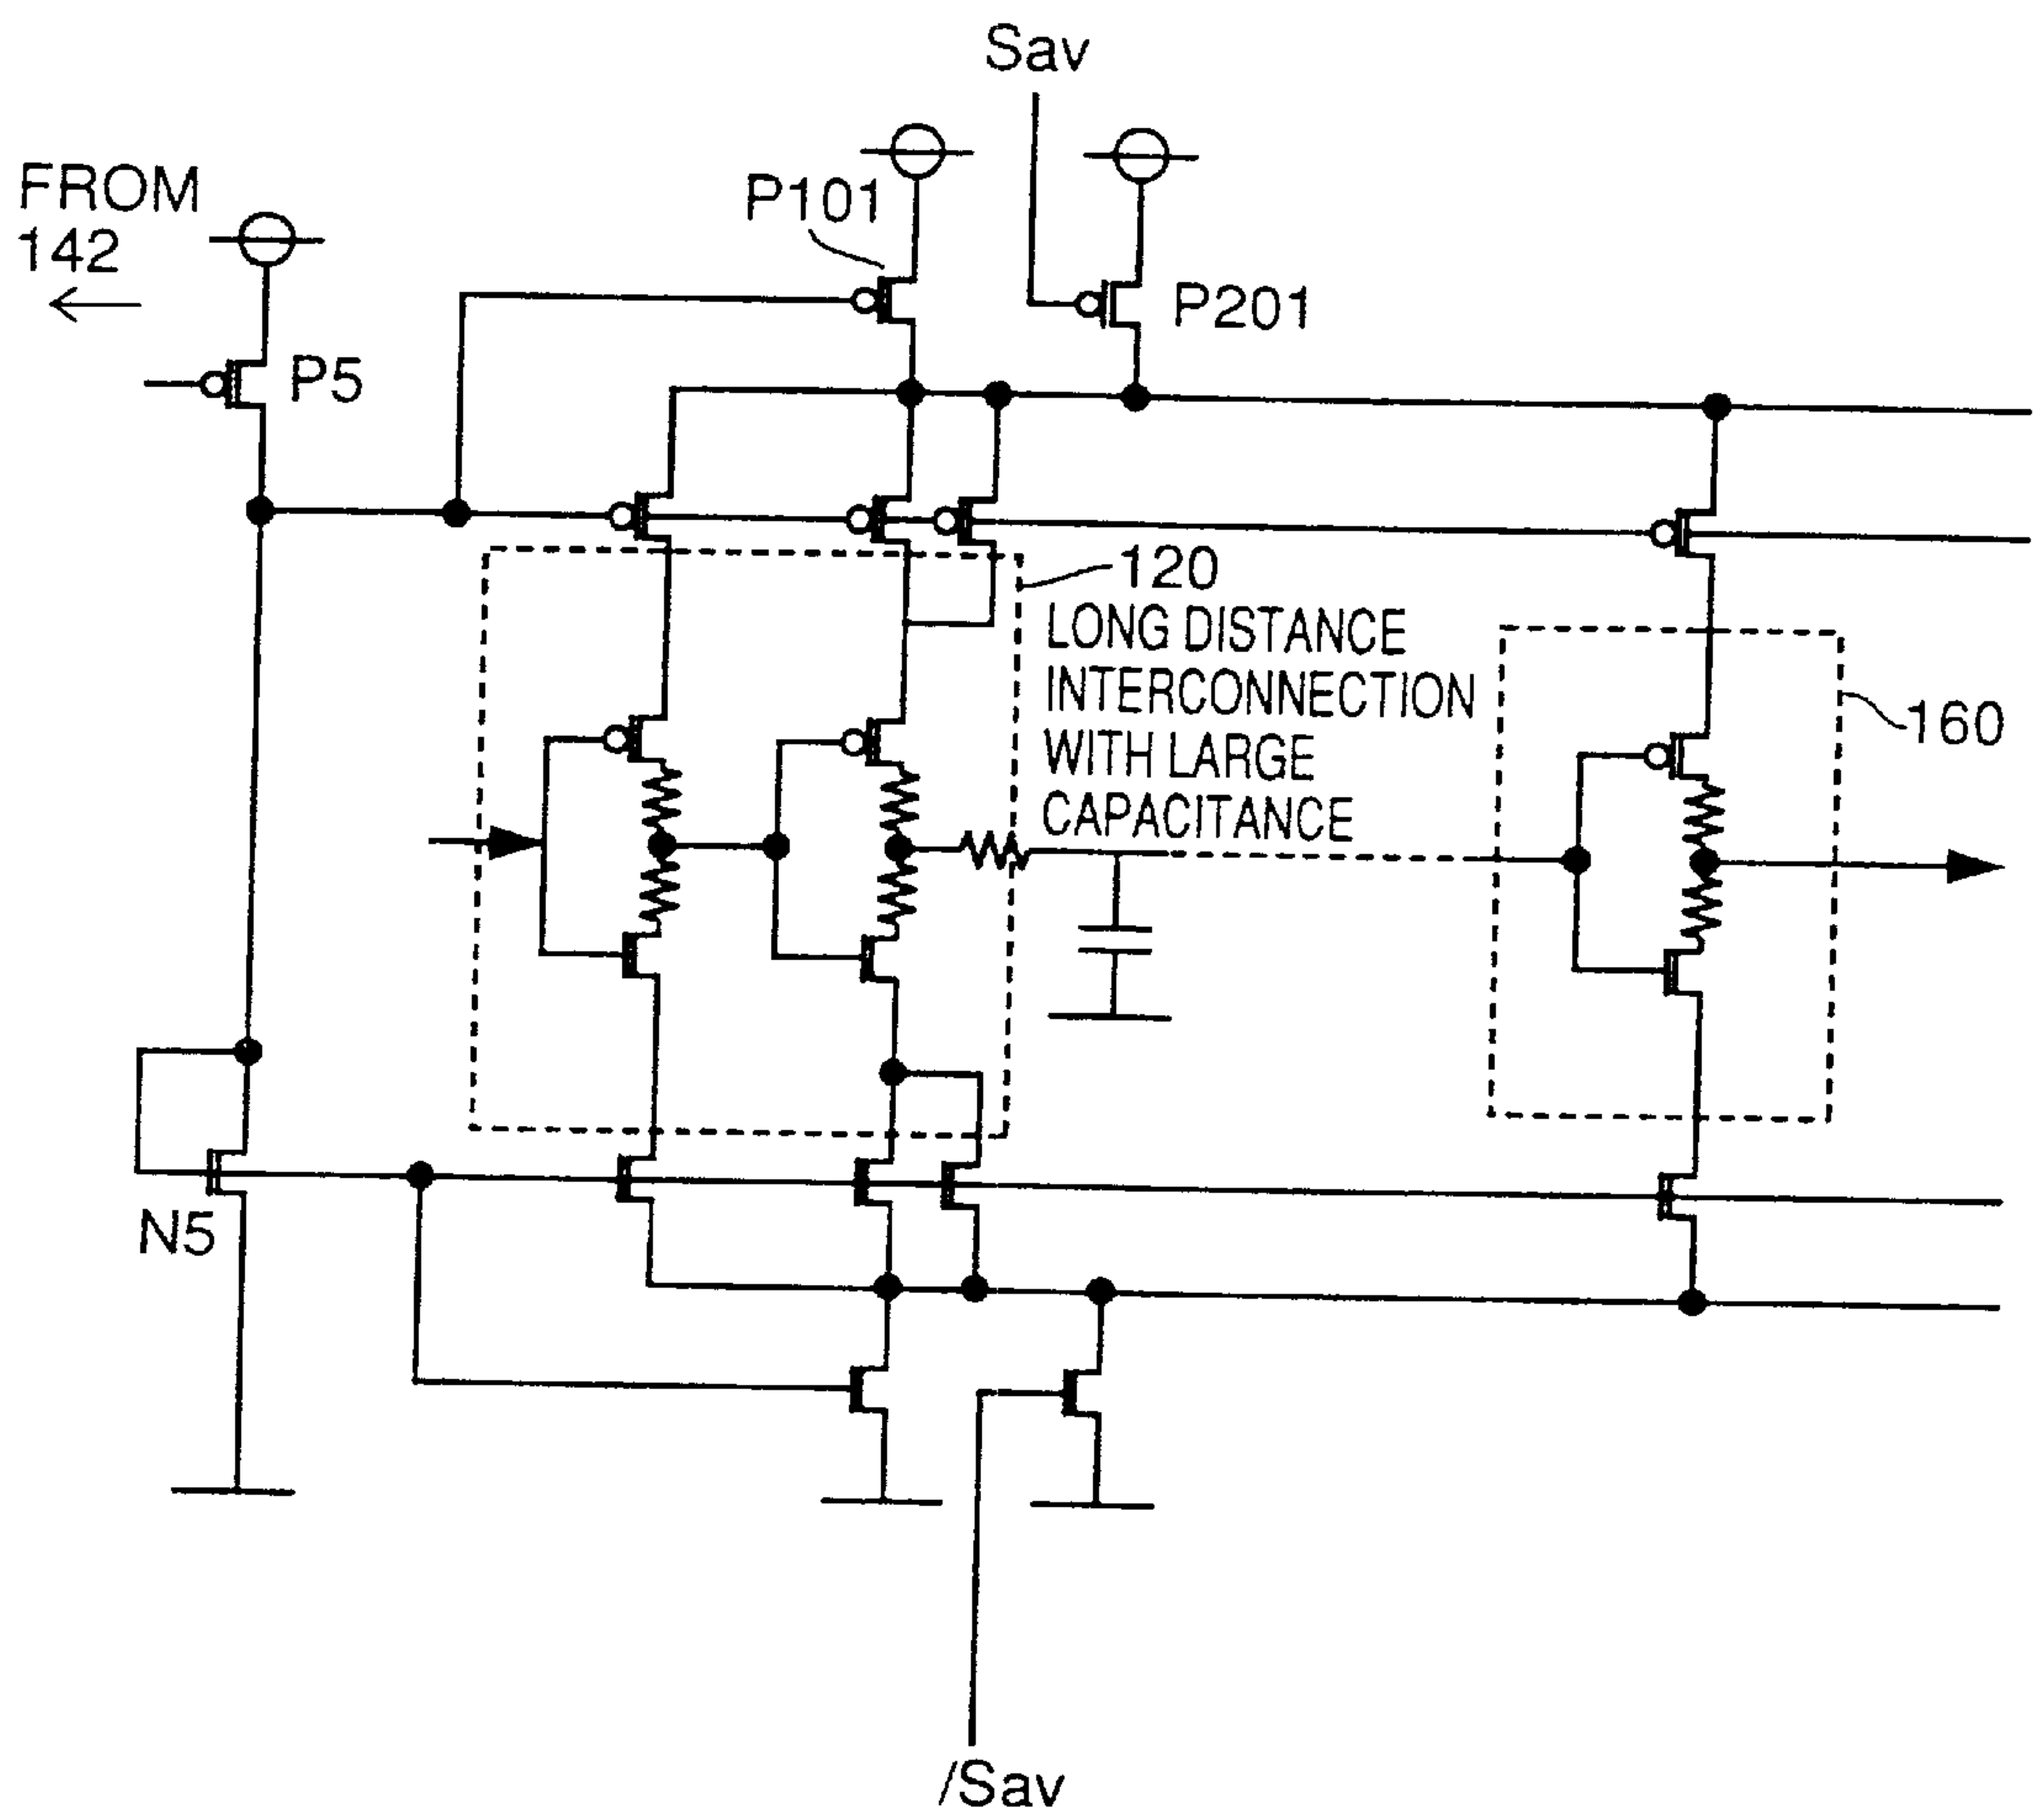 Sav
FROM
142
P101
P201
P5
120
LONG DISTANCE
INTERCONNECTION
WITH LARGE
CAPACITANCE
160
N5
/Sav